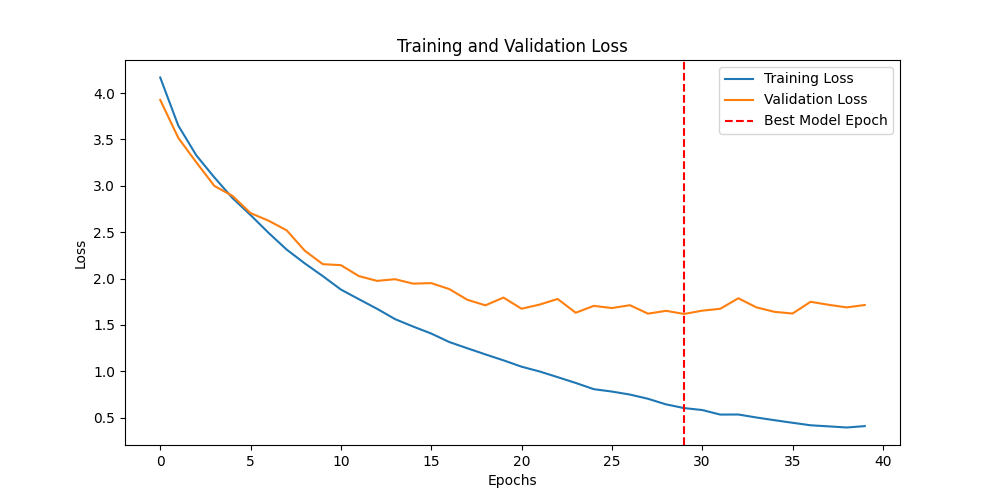 Training and Validation Loss
Training Loss
Validation Loss
Best Model Epoch
Loss
4.0
3.5
3.0
2.5
2.0
1.5
1.0
0.5
0 5 10 15 20 25 30 35 40
Epochs